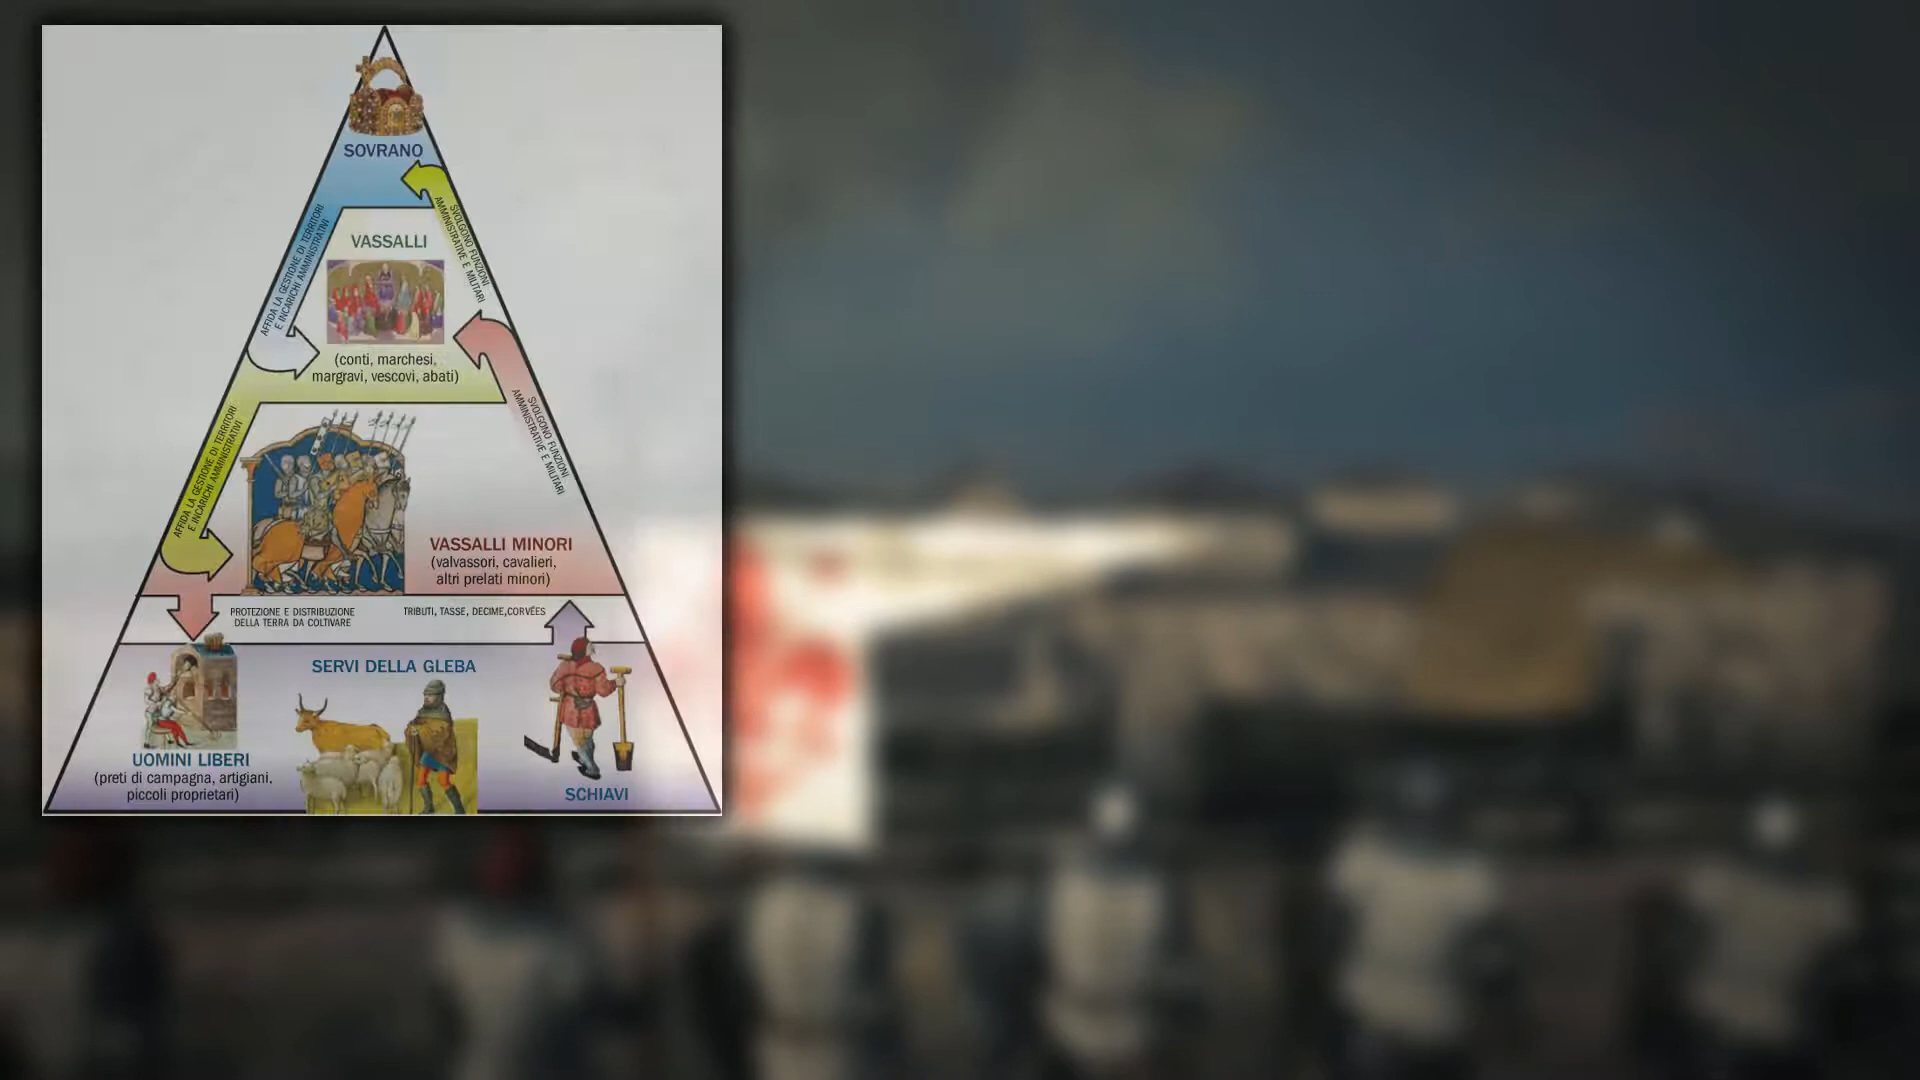 SOVRANO
AFFIDA LA GESTIONE DI TERRITORI
E INCARICHI AMMINISTRATIVI
SVOLGONO FUNZIONI
AMMINISTRATIVE E MILITARI
VASSALLI
(conti, marchesi,
margravi, vescovi, abati)
AFFIDA LA GESTIONE DI TERRITORI
E INCARICHI AMMINISTRATIVI
SVOLGONO FUNZIONI
AMMINISTRATIVE E MILITARI
VASSALLI MINORI
(valvassori, cavalieri,
altri prelati minori)
PROTEZIONE E DISTRIBUZIONE
DELLA TERRA DA COLTIVARE
TRIBUTI, TASSE, DECIME,CORVÉES
SERVI DELLA GLEBA
UOMINI LIBERI
(preti di campagna, artigiani,
piccoli proprietari)
SCHIAVI